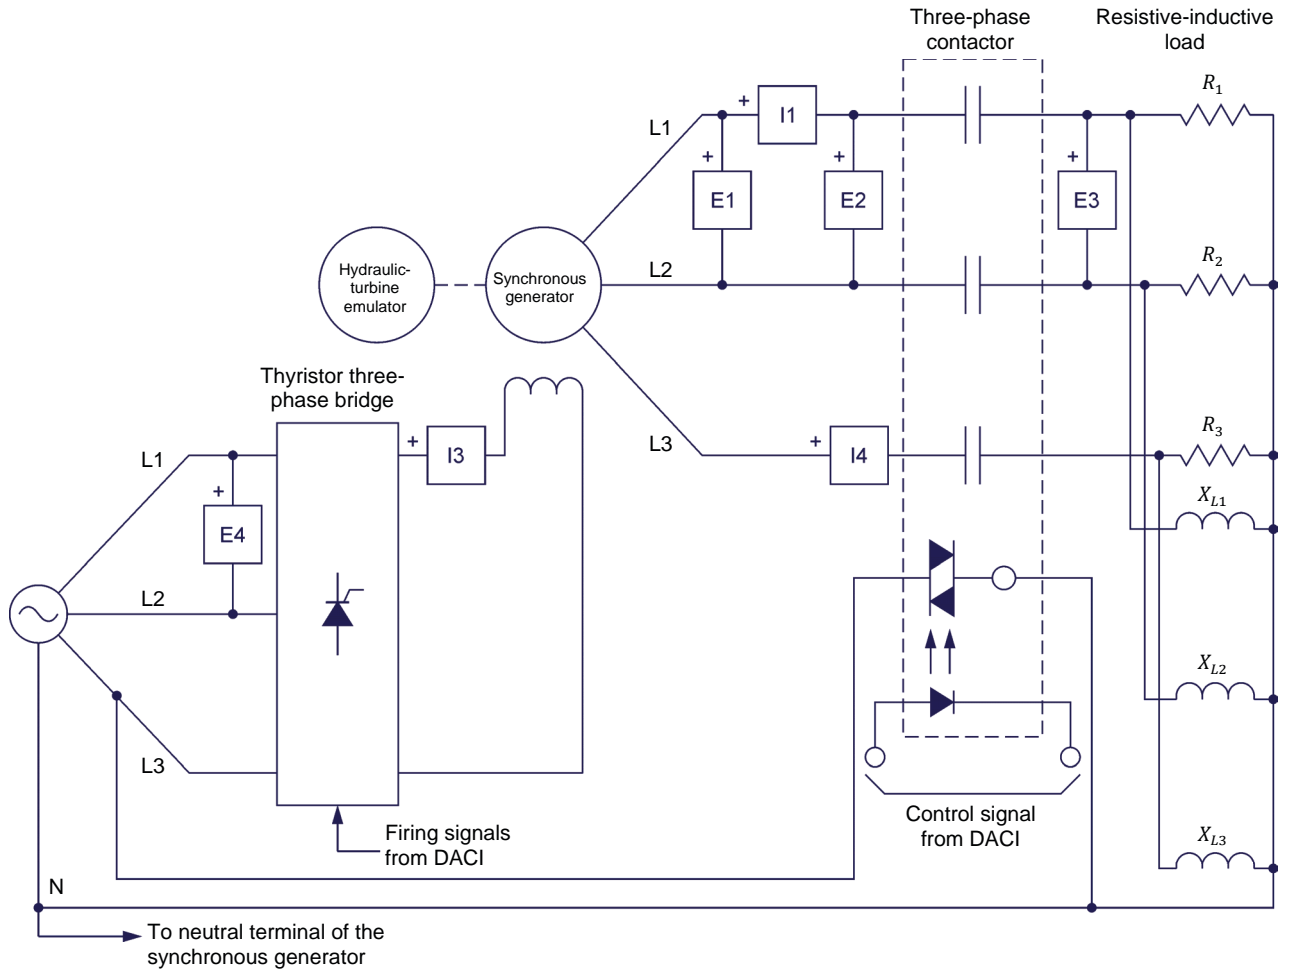 Three-phase
contactor
Resistive-inductive
load
R1
L1
+
I1
+
E1
+
E2
+
E3
L2
R2
Hydraulic-
turbine
emulator
Synchronous
generator
Thyristor three-
phase bridge
L3
+
I4
R3
L1
+
I3
XL1
+
E4
L2
XL2
L3
Control signal
from DACI
Firing signals
from DACI
XL3
N
To neutral terminal of the
synchronous generator